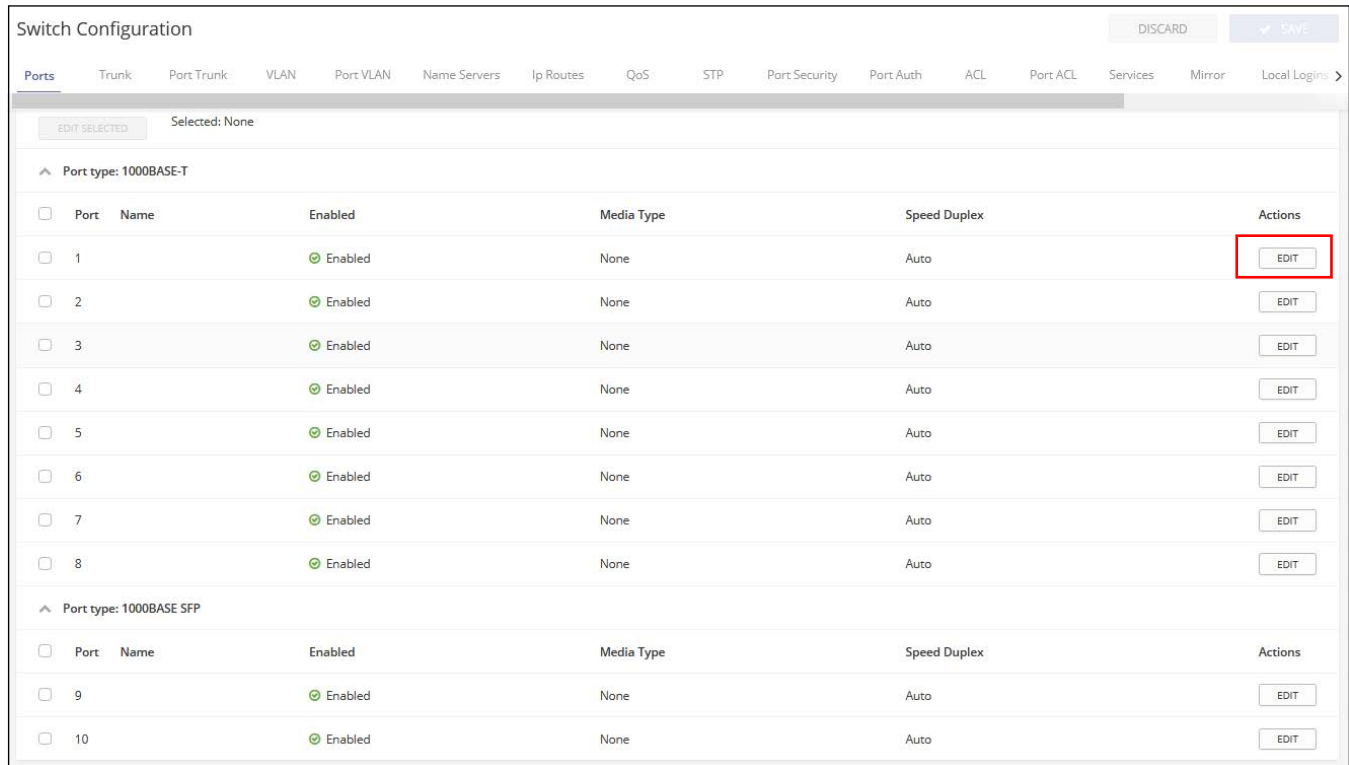 Switch Configuration
DISCARD
SAVE
Ports Trunk Port Trunk VLAN Port VLAN Name Servers Ip Routes QoS STP Port Security Port Auth ACL Port ACL Services Mirror Local Logins
EDIT SELECTED Selected: None
Port type: 1000BASE-T
Port Name Enabled Media Type Speed Duplex Actions
1 Enabled None Auto EDIT
2 Enabled None Auto EDIT
3 Enabled None Auto EDIT
4 Enabled None Auto EDIT
5 Enabled None Auto EDIT
6 Enabled None Auto EDIT
7 Enabled None Auto EDIT
8 Enabled None Auto EDIT
Port type: 1000BASE SFP
Port Name Enabled Media Type Speed Duplex Actions
9 Enabled None Auto EDIT
10 Enabled None Auto EDIT